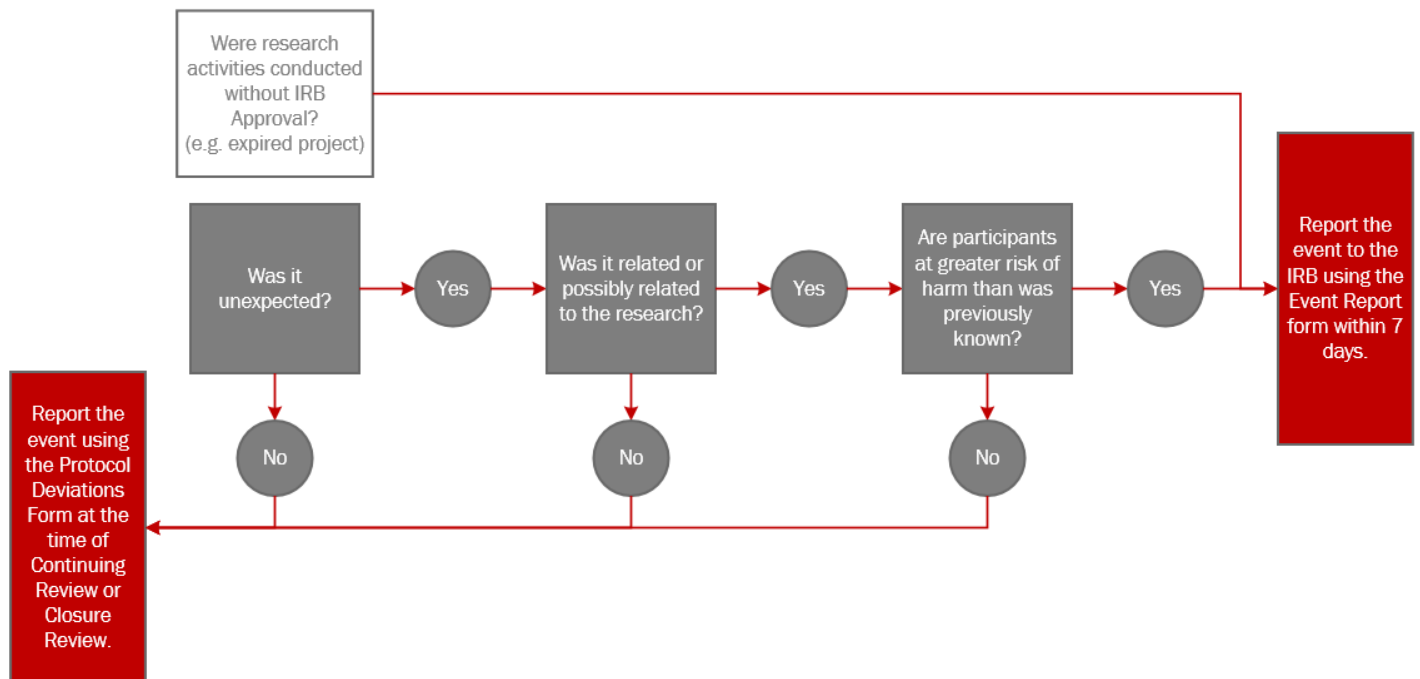 Were research
activities conducted
without IRB
Approval?
(e.g. expired project)
Was it
unexpected?
Yes
Was it related or
possibly related
to the research?
Yes
Are participants
at greater risk of
harm than was
previously
known?
Yes
Report the
event to the
IRB using the
Event Report
form within 7
days.
No
No
No
Report the
event using
the Protocol
Deviations
Form at the
time of
Continuing
Review or
Closure
Review.